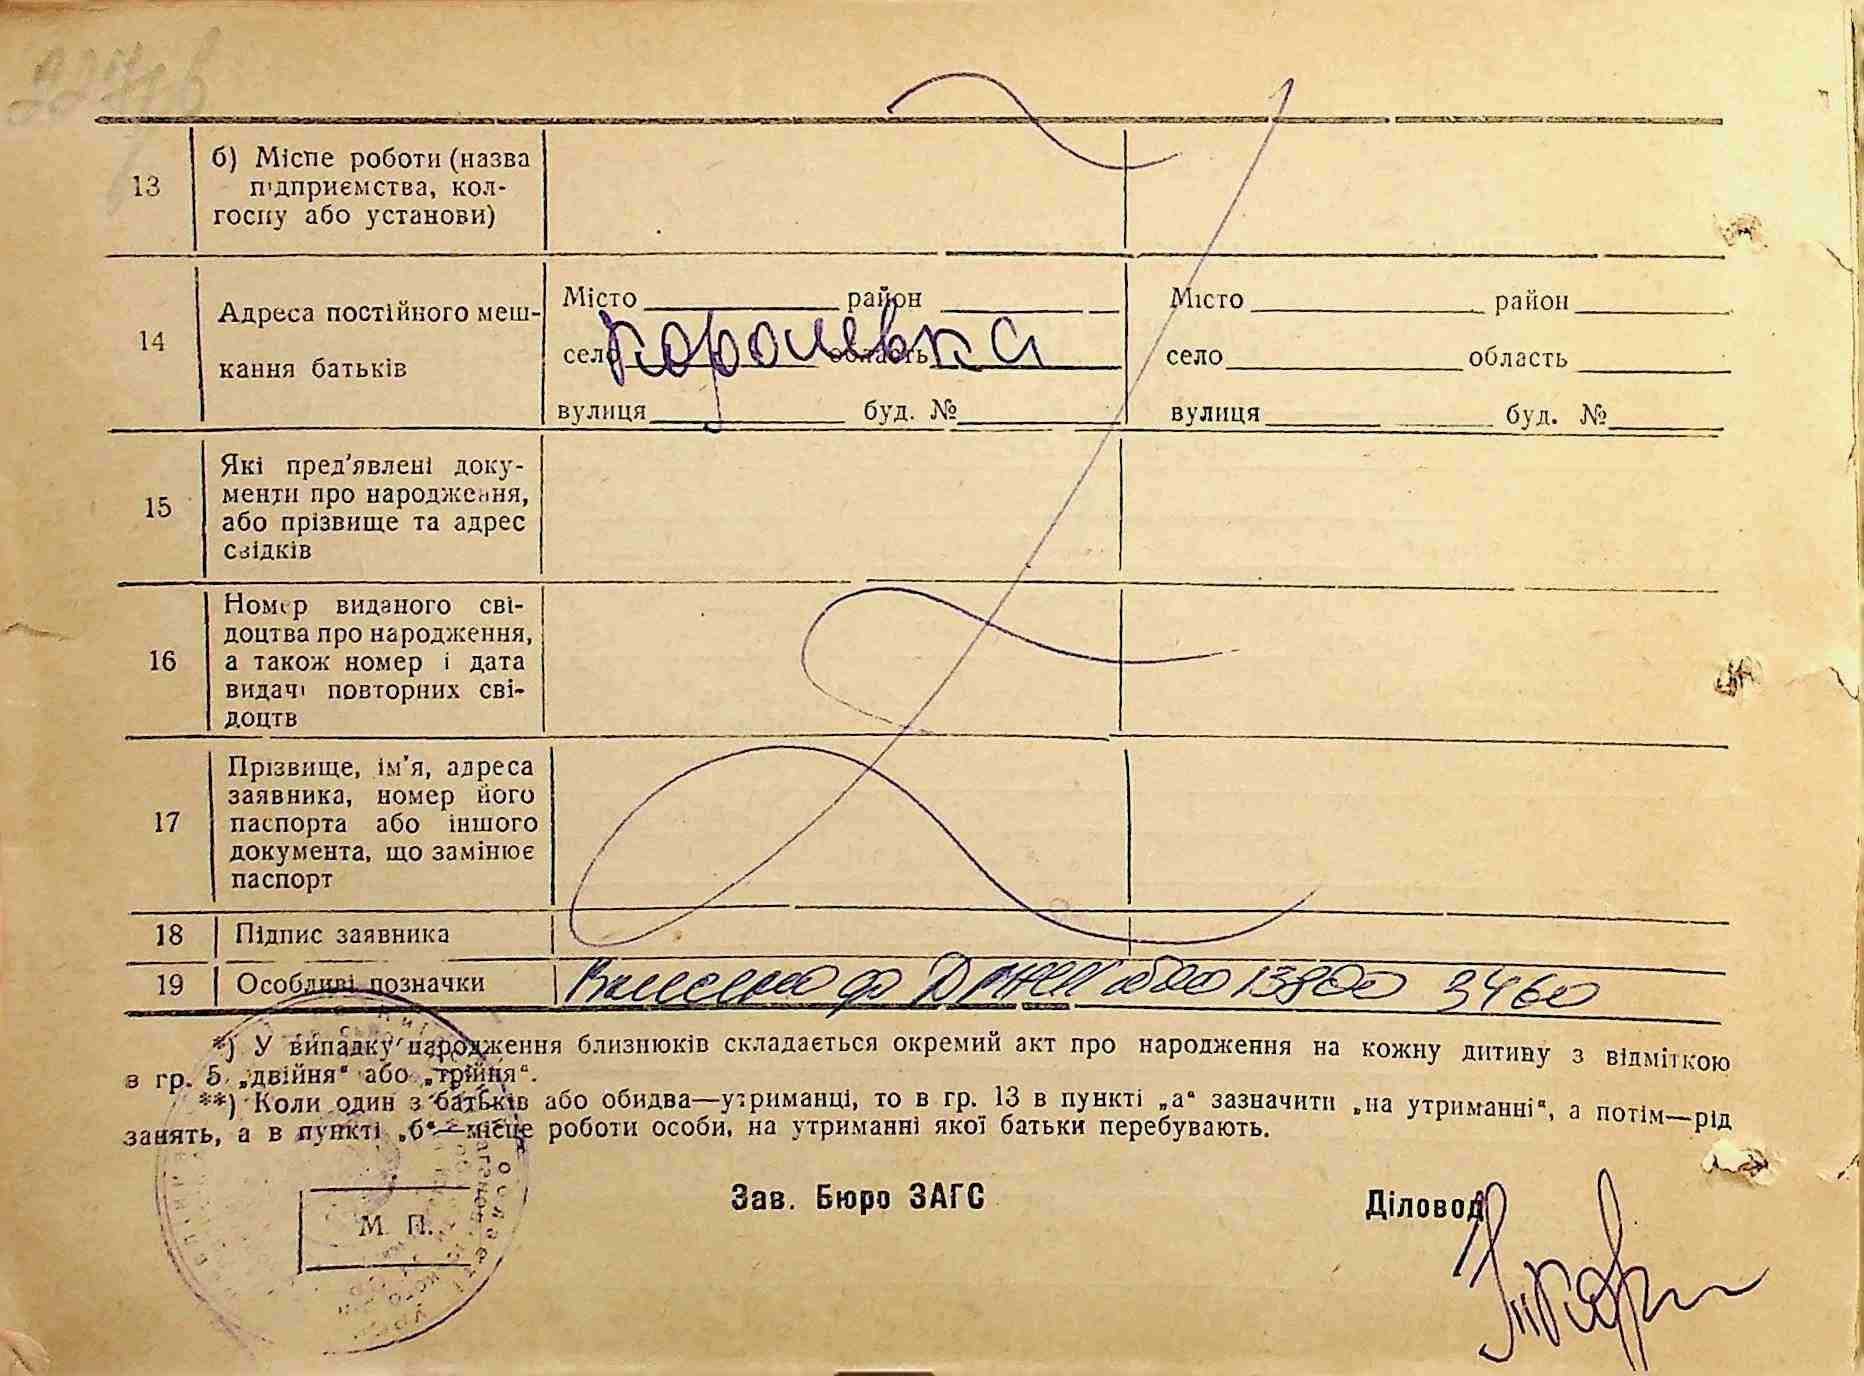 13
б) Місце роботи (назва
підприємства, кол-
госпу або установи)
14
Адреса постійного меш-
кання батьків
Місто район
село область
вулиця буд. №
Королевка
Місто район
село область
вулиця буд. №
15
Які пред'явлені доку-
менти про народження,
або прізвище та адрес
свідків
16
Номер виданого сві-
доцтва про народження,
а також номер і дата
видачі повторних сві-
доцтв
17
Прізвище, ім'я, адреса
заявника, номер його
паспорта або іншого
документа, що замінює
паспорт
18
Підпис заявника
19
Особливі позначки
до 13800 3460
*) У випадку народження близнюків складається окремий акт про народження на кожну дитину з відміткою
в гр. 5 „двійня“ або „трійня“.
**) Коли один з батьків або обидва—утриманці, то в гр. 13 в пункті „а“ зазначити „на утриманні“, а потім—рід
занять, а в пункті „б“—місце роботи особи, на утриманні якої батьки перебувають.
Зав. Бюро ЗАГС
Діловод
М. П.